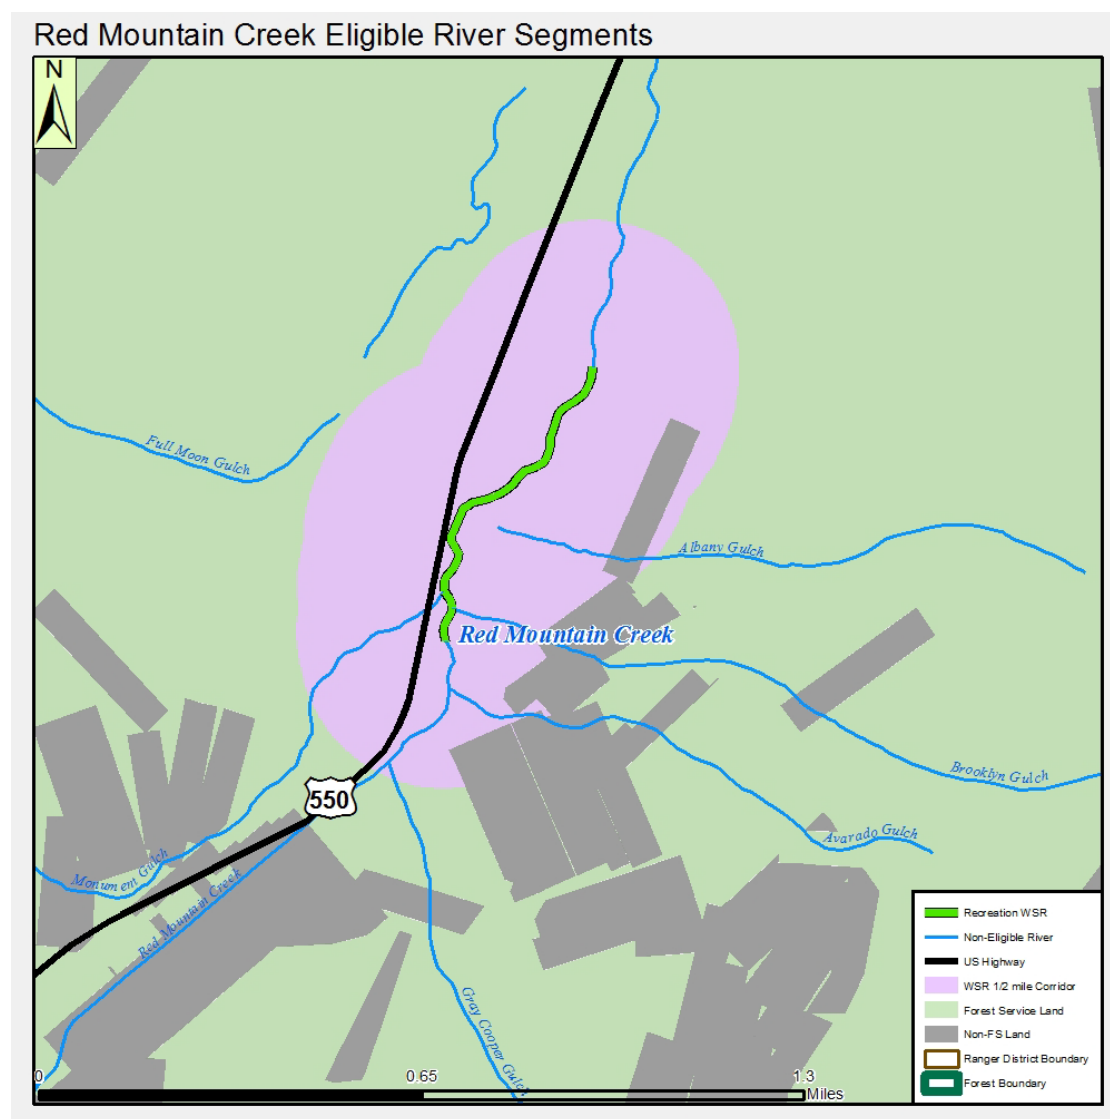 Red Mountain Creek Eligible River Segments
N
Full Moon Gulch
Albany Gulch
Red Mountain Creek
Brooklyn Gulch
550
Avarado Gulch
Monument Gulch
Red Mountain Creek
Gray Cooper Gulch
Recreation WSR
Non-Eligible River
US Highway
WSR 1/2 mile Corridor
Forest Service Land
Non-FS Land
Ranger District Boundary
Forest Boundary
0 0.65 1.3
Miles